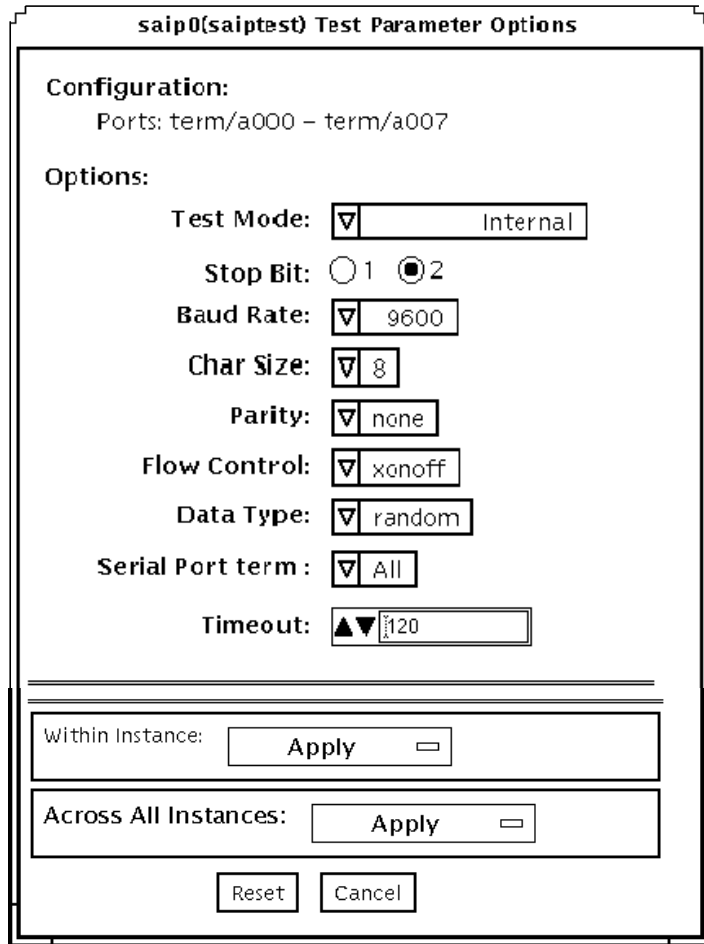 saip0(saiptest) Test Parameter Options
Configuration:
Ports: term/a000 – term/a007
Options:
Test Mode: Internal
Stop Bit: 1 2
Baud Rate: 9600
Char Size: 8
Parity: none
Flow Control: xonoff
Data Type: random
Serial Port term : All
Timeout: 120
Within Instance: Apply
Across All Instances: Apply
Reset Cancel